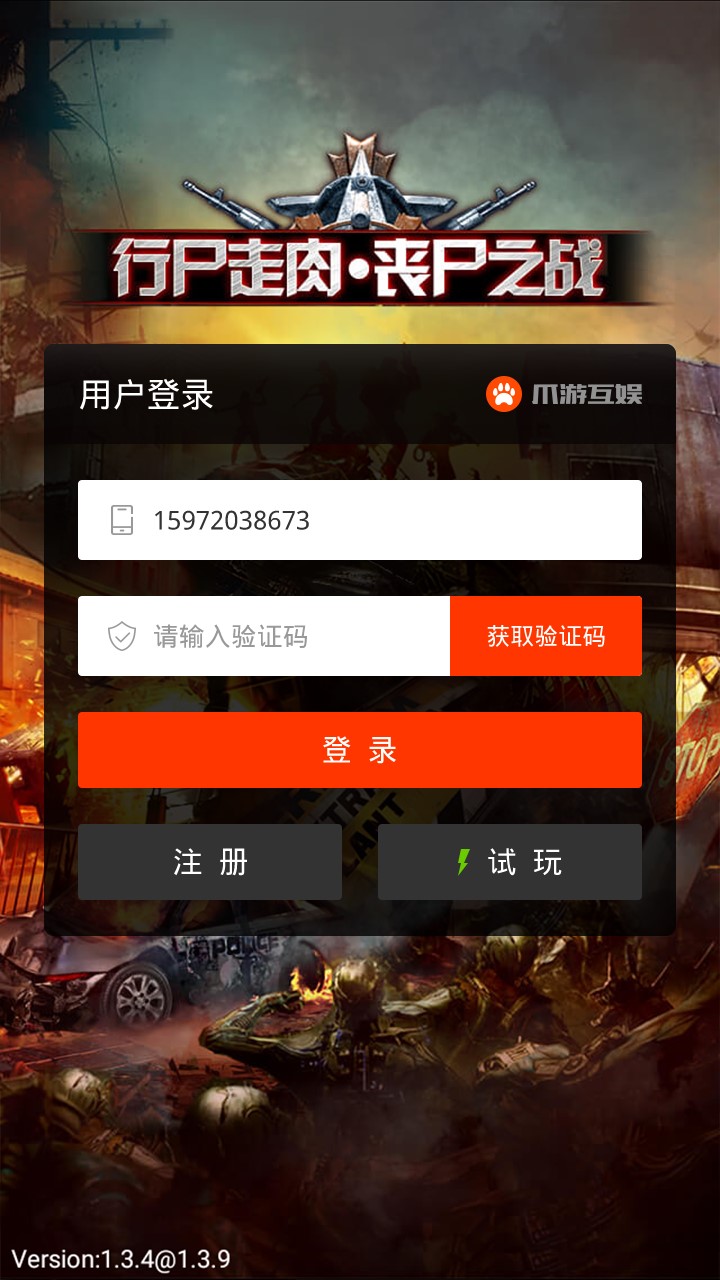 行尸走肉·丧尸之战
用户登录
爪游互娱
15972038673
请输入验证码
获取验证码
登 录
注 册
试 玩
STOP
POLICE
Version:1.3.4@1.3.9